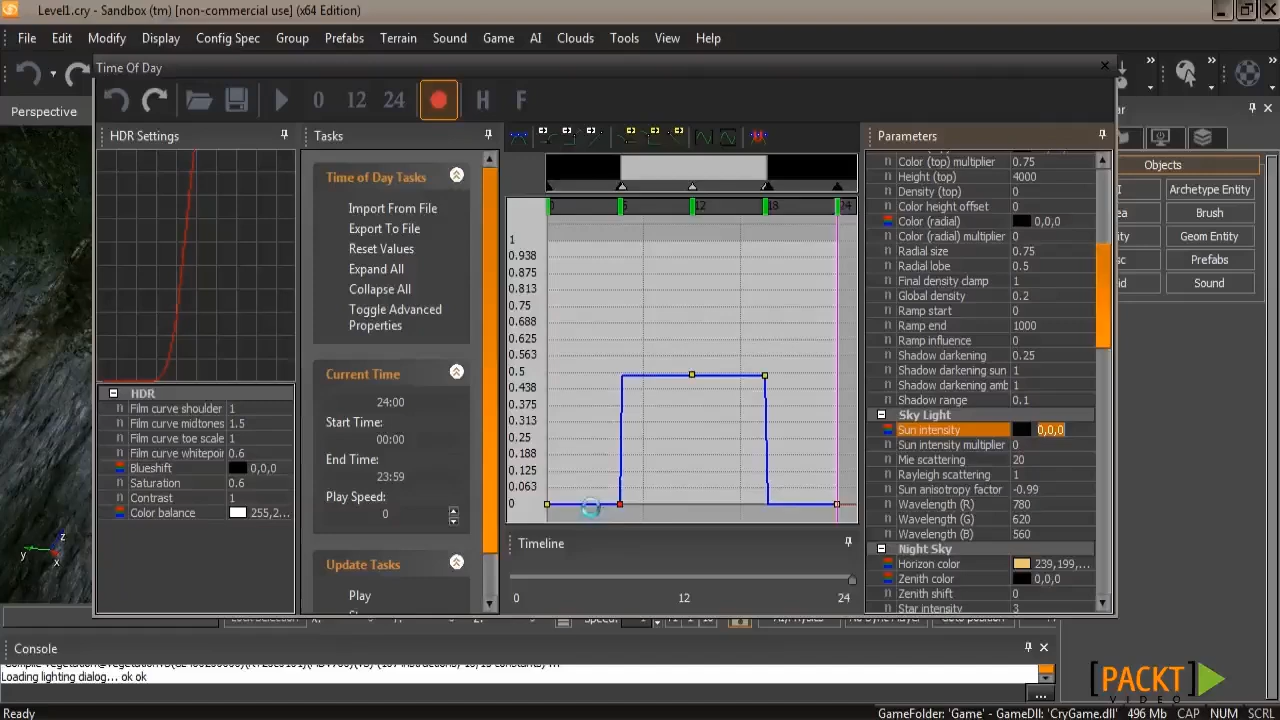 Level1.cry - Sandbox (tm) [non-commercial use] (x64 Edition)
File Edit Modify Display Config Spec Group Prefabs Terrain Sound Game AI Clouds Tools View Help
Time Of Day
0 12 24 H F
Perspective
HDR Settings
Tasks
Parameters
Time of Day Tasks
Import From File
Export To File
Reset Values
Expand All
Collapse All
Toggle Advanced
Properties
Current Time
24:00
Start Time:
00:00
End Time:
23:59
Play Speed:
0
Update Tasks
Play
HDR
Film curve shoulder 1
Film curve midtones 1.5
Film curve toe scale 1
Film curve whitepoir 0.6
Blueshift 0,0,0
Saturation 0.6
Contrast 1
Color balance 255,2...
0 6 12 18 24
1
0.938
0.875
0.813
0.75
0.688
0.625
0.563
0.5
0.438
0.375
0.313
0.25
0.188
0.125
0.063
0
Timeline
0 12 24
Color (top) multiplier 0.75
Height (top) 4000
Density (top) 0
Color height offset 0
Color (radial) 0,0,0
Color (radial) multiplier 0
Radial size 0.75
Radial lobe 0.5
Final density clamp 1
Global density 0.2
Ramp start 0
Ramp end 1000
Ramp influence 0
Shadow darkening 0.25
Shadow darkening sun 1
Shadow darkening amb 1
Shadow range 0.1
Sky Light
Sun intensity 0,0,0
Sun intensity multiplier 0
Mie scattering 20
Rayleigh scattering 1
Sun anisotropy factor -0.99
Wavelength (R) 780
Wavelength (G) 620
Wavelength (B) 560
Night Sky
Horizon color 239,199,...
Zenith color 0,0,0
Zenith shift 0
Star intensity 3
Objects
Archetype Entity
Brush
Geom Entity
Prefabs
Sound
z
y
x
Console
Loading lighting dialog... ok ok
...
[PACKT]
VIDEO
Ready
GameFolder: 'Game' - GameDll: 'CryGame.dll' 496 Mb CAP NUM SCRL